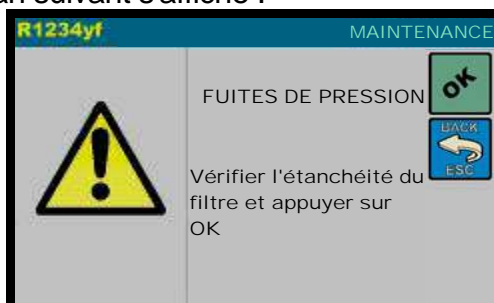 an suivant s'affiche :
R1234yf
MAINTENANCE
FUITES DE PRESSION
OK
BACK
ESC
Vérifier l'étanchéité du
filtre et appuyer sur
OK